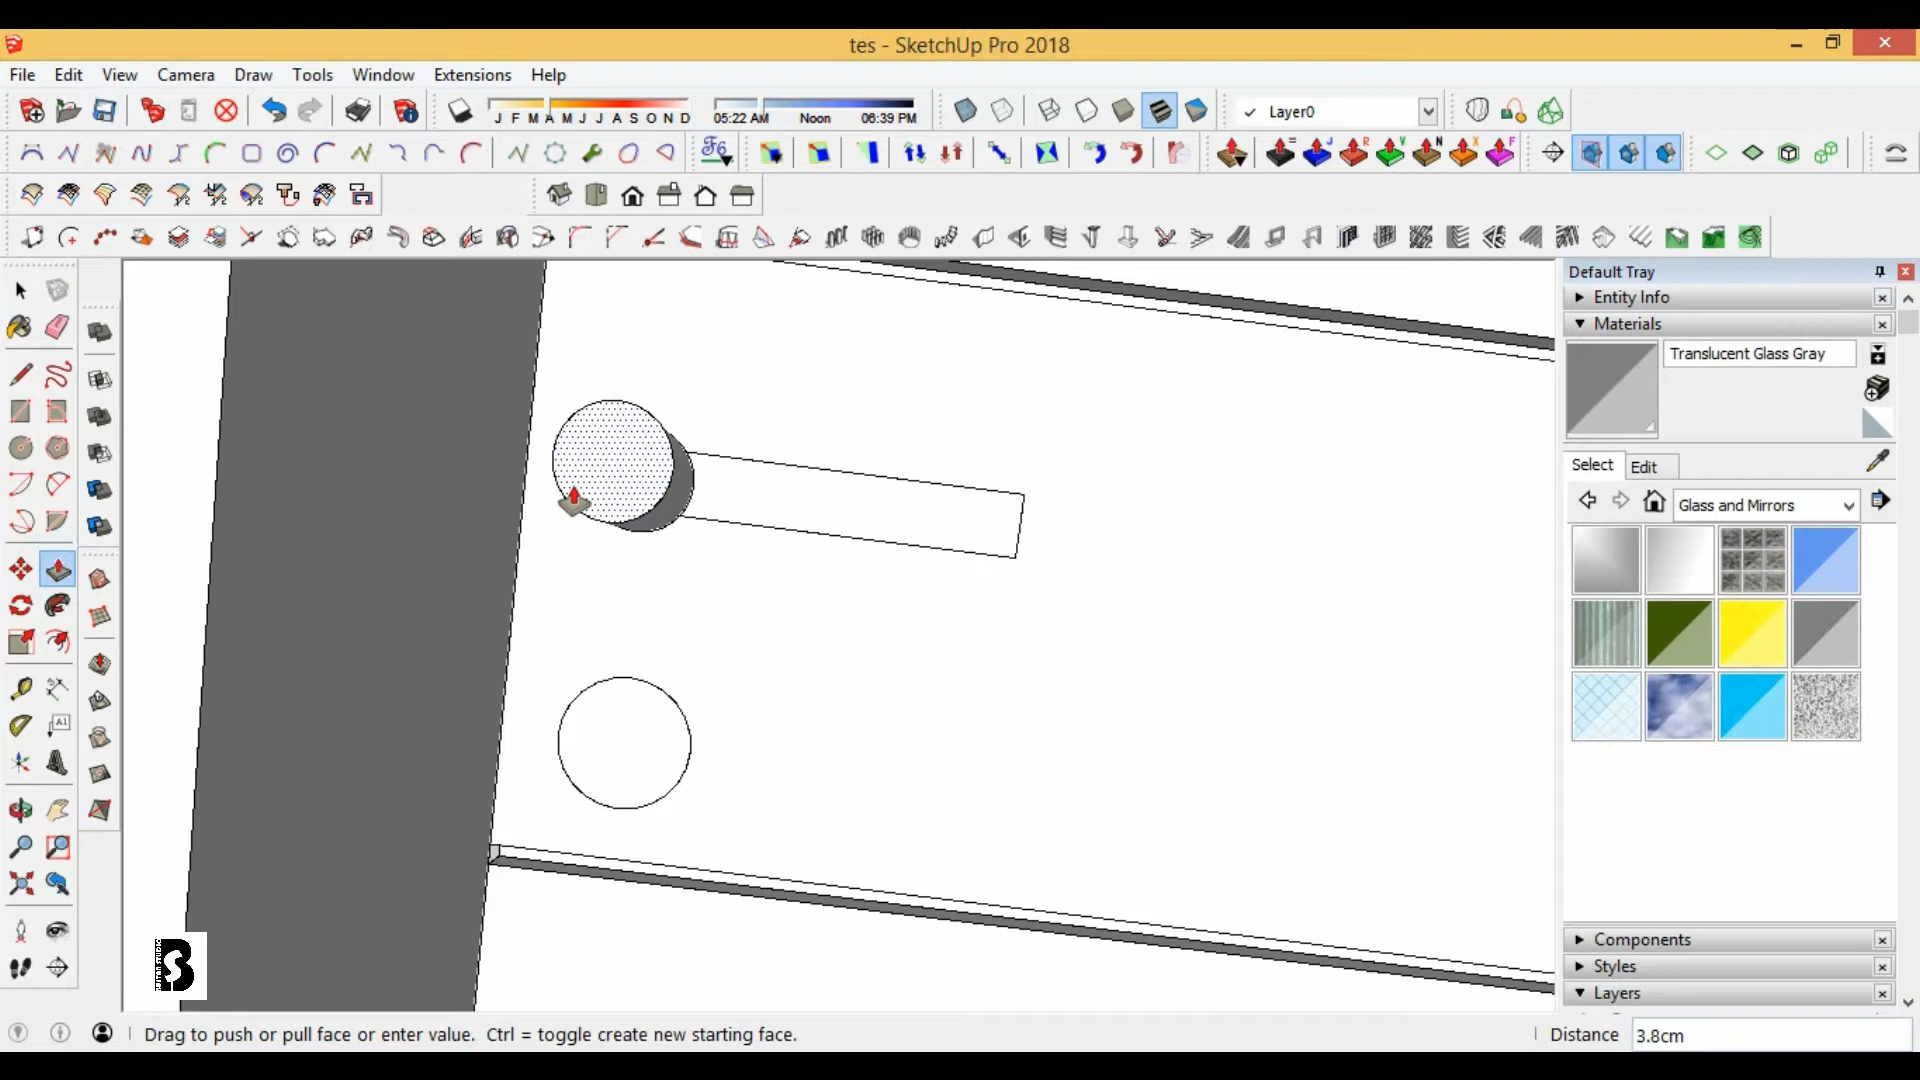 tes - SketchUp Pro 2018
File Edit View Camera Draw Tools Window Extensions Help
J F M A M J J A S O N D
05:22 AM Noon 06:39 PM
Layer0
Default Tray
Entity Info
Materials
Translucent Glass Gray
Select Edit
Glass and Mirrors
Components
Styles
Layers
Drag to push or pull face or enter value. Ctrl = toggle create new starting face.
Distance 3.8cm